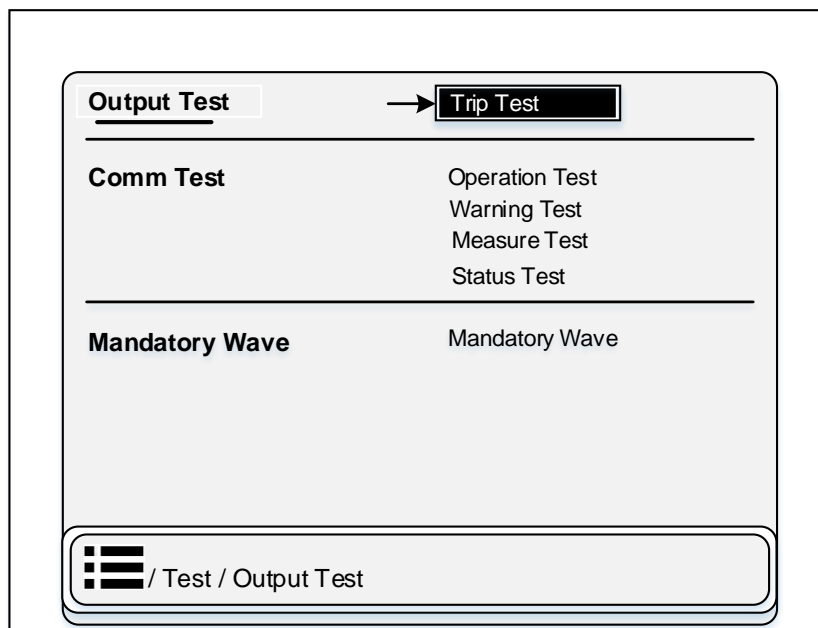 Output Test
Trip Test
Comm Test
Operation Test
Warning Test
Measure Test
Status Test
Mandatory Wave
Mandatory Wave
/ Test / Output Test